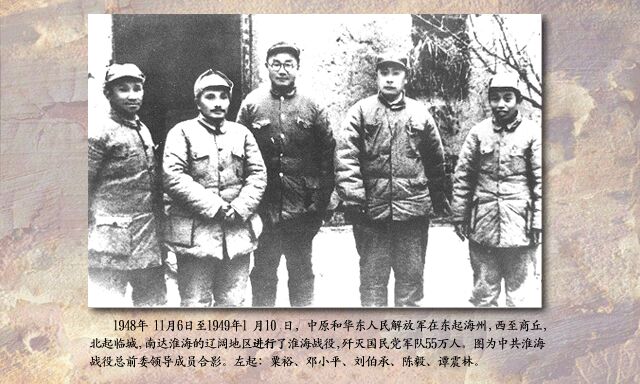 1948年 11月6日至1949年1 月10 日，中原和华东人民解放军在东起海州，西至商丘，
北起临城，南达淮海的辽阔地区进行了淮海战役，歼灭国民党军队55万人。图为中共淮海
战役总前委领导成员合影。左起：粟裕、邓小平、刘伯承、陈毅、谭震林。